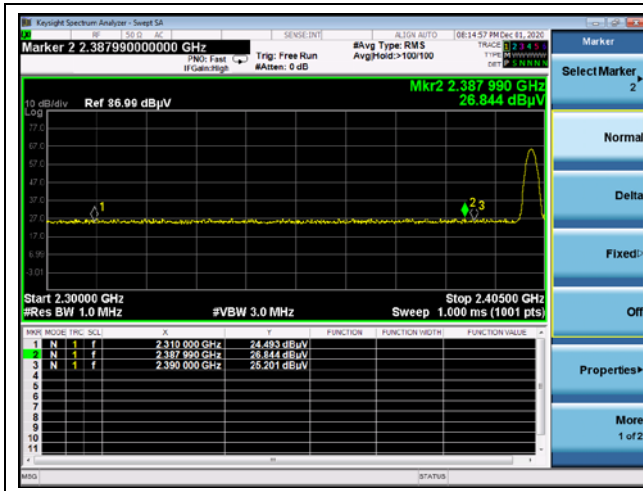 Keysight Spectrum Analyzer - Swept SA
RF 50 Ω AC SENSE:INT ALIGN AUTO 08:14:57 PM Dec 01, 2020
Marker 2 2.387990000000 GHz
PNO: Fast
IFGain:High
Trig: Free Run
#Atten: 0 dB
#Avg Type: RMS
Avg|Hold:>100/100
TRACE 1 2 3 4 5 6
TYPE M WWWWW
DET P S N N N N
Mkr2 2.387 990 GHz
26.844 dBµV
10 dB/div Ref 86.99 dBµV
Log
77.0
67.0
57.0
47.0
37.0
27.0
17.0
6.99
-3.01
1
2 3
Start 2.30000 GHz Stop 2.40500 GHz
#Res BW 1.0 MHz #VBW 3.0 MHz Sweep 1.000 ms (1001 pts)
MKR MODE TRC SCL X Y FUNCTION FUNCTION WIDTH FUNCTION VALUE
1 N 1 f 2.310 000 GHz 24.493 dBµV
2 N 1 f 2.387 990 GHz 26.844 dBµV
3 N 1 f 2.390 000 GHz 25.201 dBµV
4
5
6
7
8
9
10
11
MSG STATUS
Marker
Select Marker
2
Normal
Delta
Fixed
Off
Properties
More
1 of 2